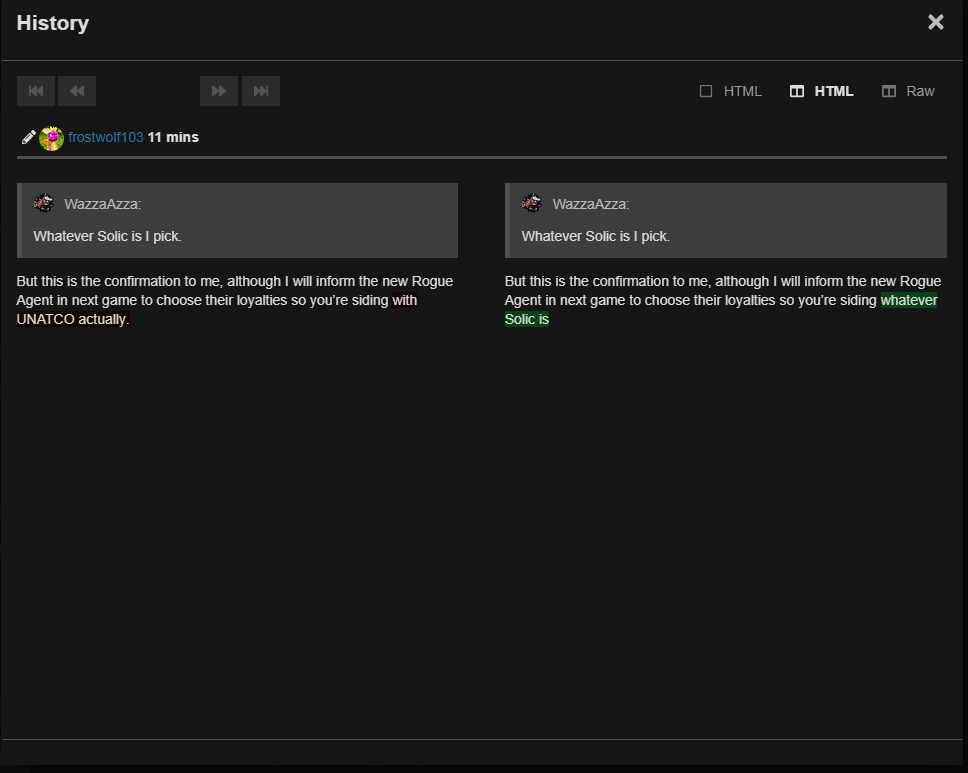 History
HTML
HTML
Raw
frostwolf103 11 mins
WazzaAzza:
Whatever Solic is I pick.
But this is the confirmation to me, although I will inform the new Rogue
Agent in next game to choose their loyalties so you’re siding with
UNATCO actually.
WazzaAzza:
Whatever Solic is I pick.
But this is the confirmation to me, although I will inform the new Rogue
Agent in next game to choose their loyalties so you’re siding whatever
Solic is